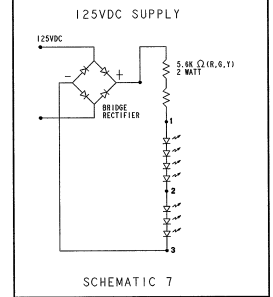 125VDC SUPPLY
125VDC
- +
5.6K Ω(R,G,Y)
2 WATT
BRIDGE
RECTIFIER
1
2
3
SCHEMATIC 7